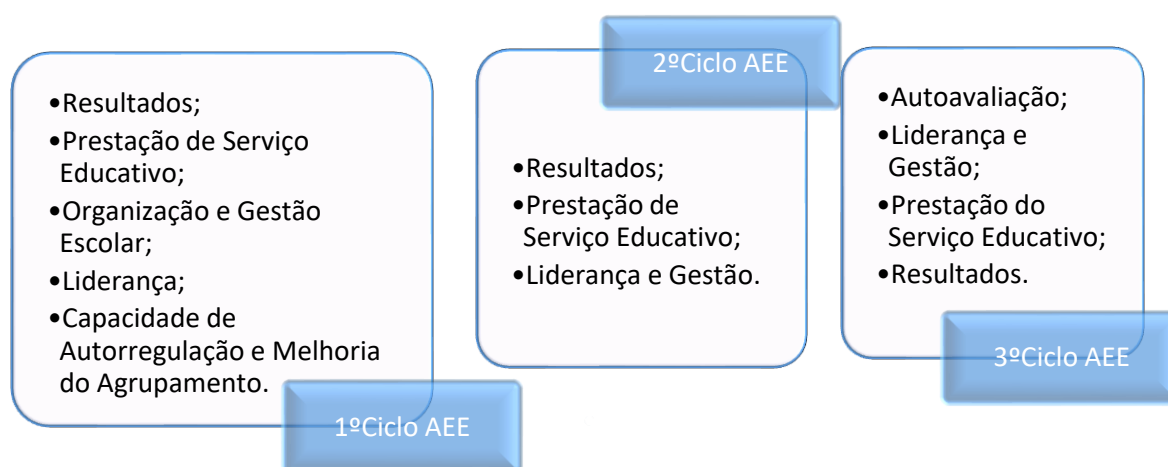 •Resultados;
•Prestação de Serviço
Educativo;
•Organização e Gestão
Escolar;
•Liderança;
•Capacidade de
Autorregulação e Melhoria
do Agrupamento.
1ºCiclo AEE
2ºCiclo AEE
•Resultados;
•Prestação de
Serviço Educativo;
•Liderança e Gestão.
•Autoavaliação;
•Liderança e
Gestão;
•Prestação do
Serviço Educativo;
•Resultados.
3ºCiclo AEE